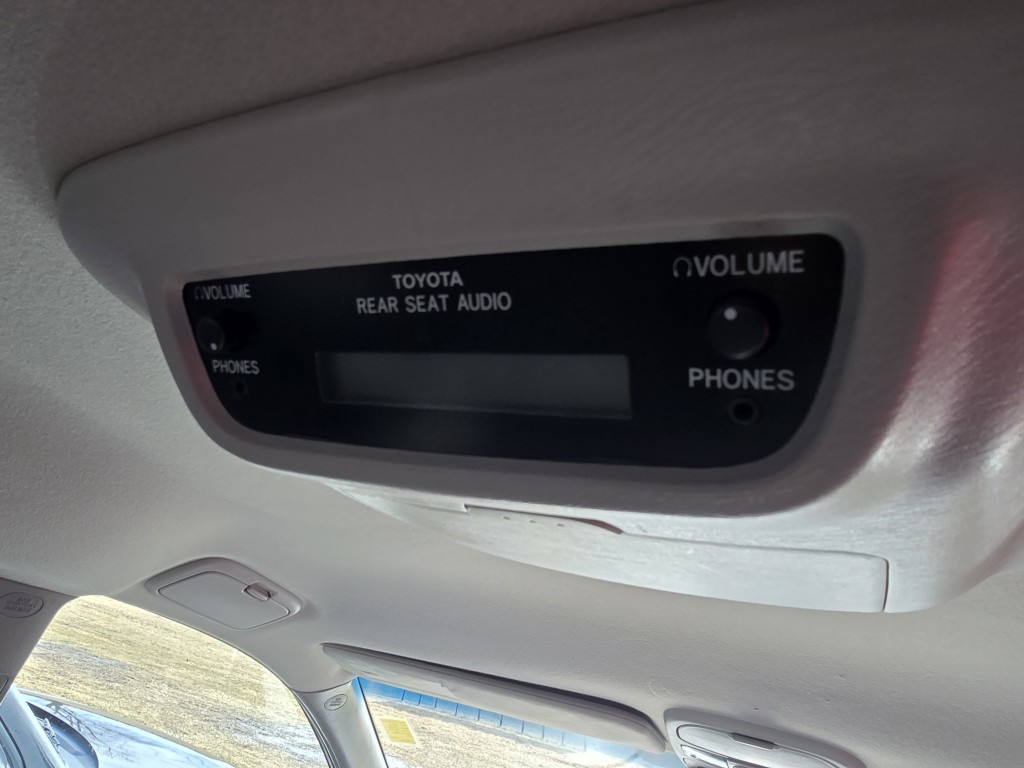 TOYOTA
REAR SEAT AUDIO
VOLUME
PHONES
VOLUME
PHONES